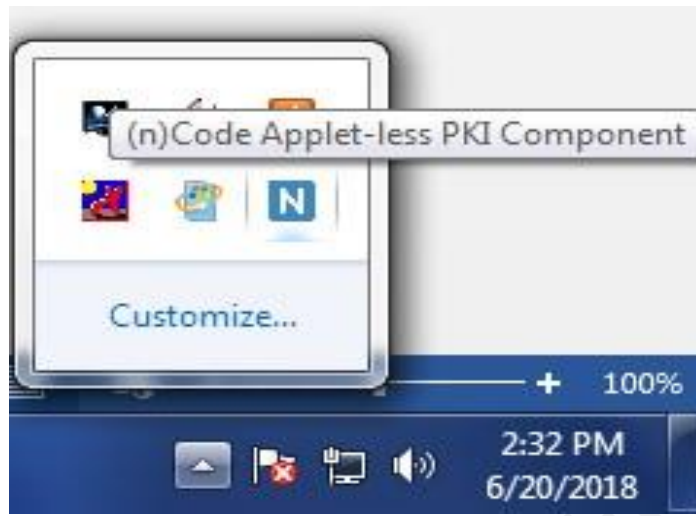 (n)Code Applet-less PKI Component
N
Customize...
100%
2:32 PM
6/20/2018